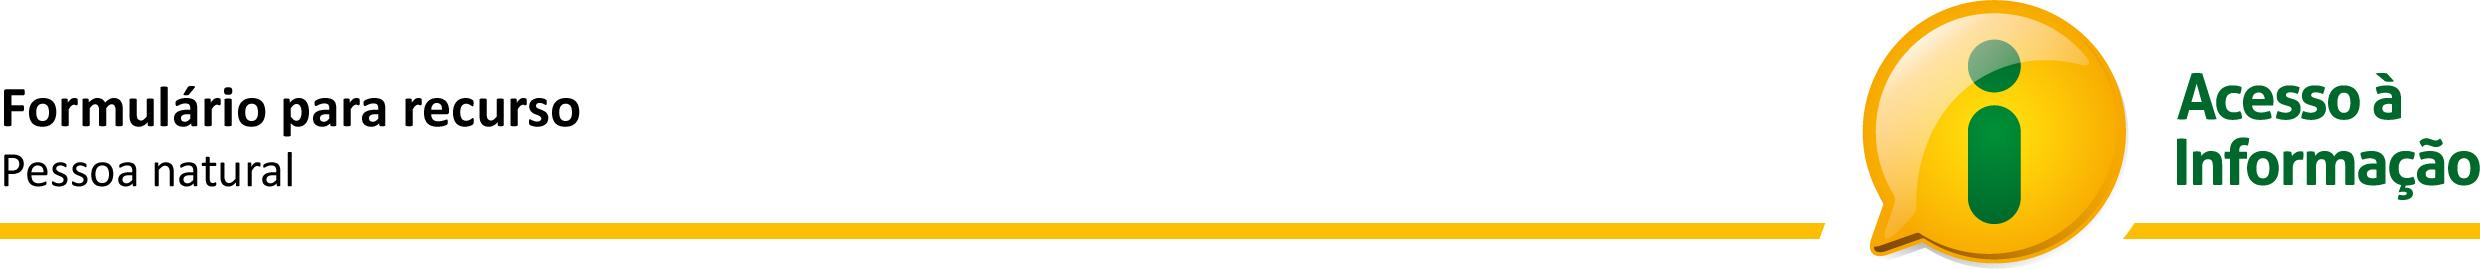 Formulário para recurso
Pessoa natural
Acesso à
Informação